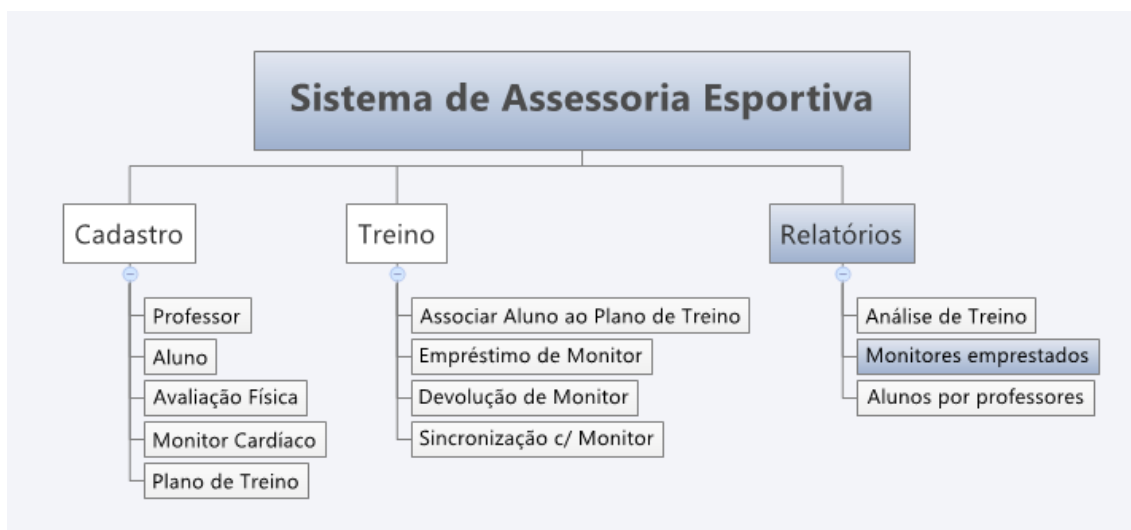 Sistema de Assessoria Esportiva
Cadastro
Professor
Aluno
Avaliação Física
Monitor Cardíaco
Plano de Treino
Treino
Associar Aluno ao Plano de Treino
Empréstimo de Monitor
Devolução de Monitor
Sincronização c/ Monitor
Relatórios
Análise de Treino
Monitores emprestados
Alunos por professores